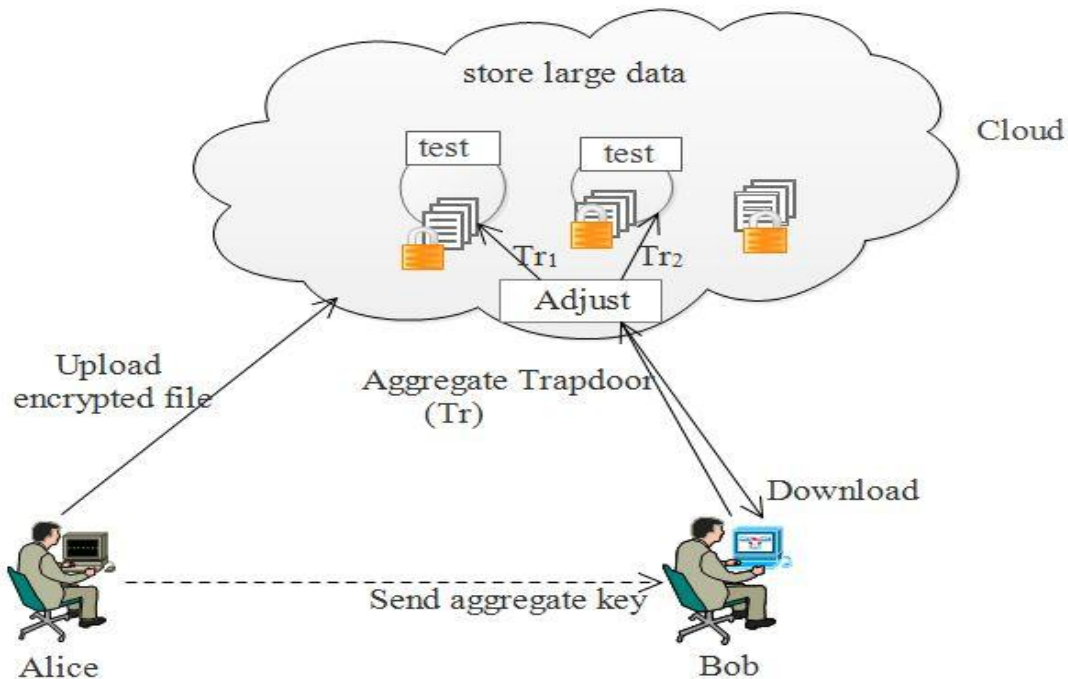 store large data
Cloud
test
test
Tr1
Tr2
Adjust
Upload
encrypted file
Aggregate Trapdoor
(Tr)
Download
Send aggregate key
Alice
Bob